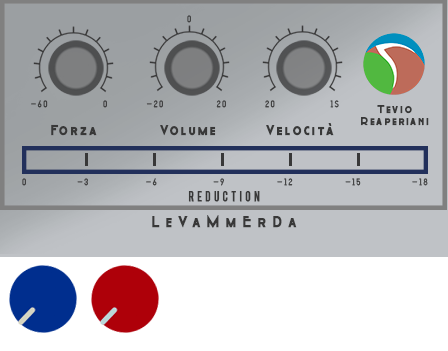 0
-60 0 -20 20 20 1S
FORZA VOLUME VELOCITÀ
TEVIO
REAPERIANI
0 -3 -6 -9 -12 -15 -18
REDUCTION
LEVAMMERDA